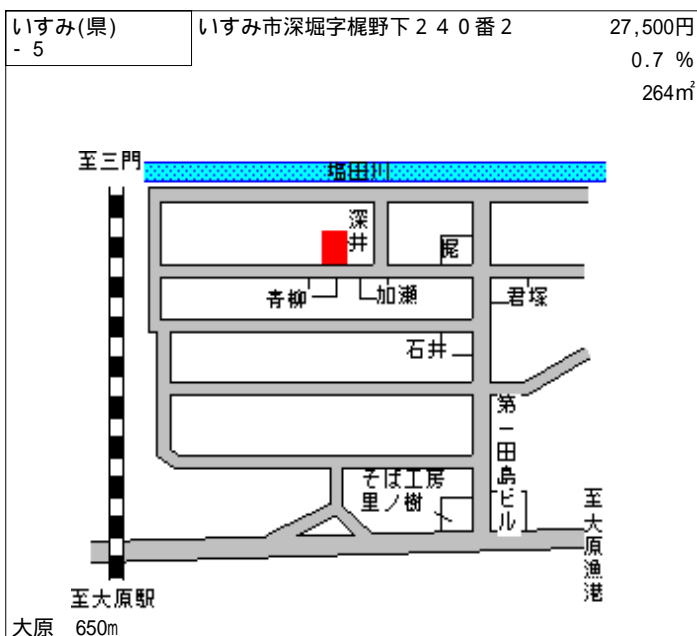 いすみ(県)
- 5
いすみ市深堀字梶野下２４０番２
27,500円
0.7 %
264㎡
至三門
塩田川
深井
梶
青柳
加瀬
君塚
石井
第一田島ビル
そば工房
里ノ樹
至大原漁港
至大原駅
大原 650m